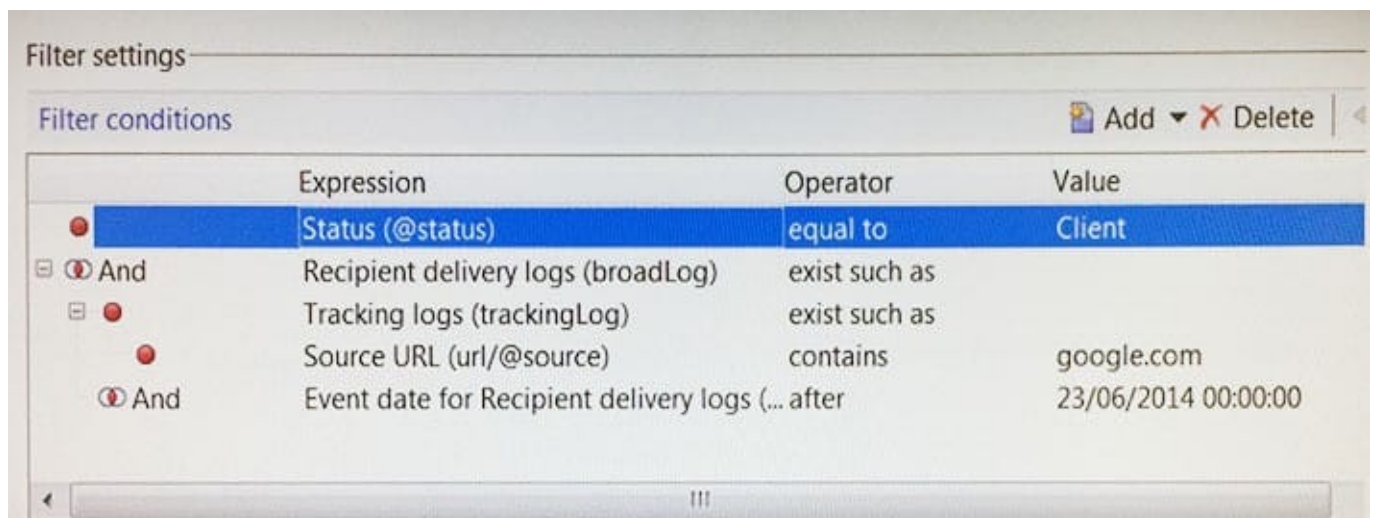 Filter settings
Filter conditions Add Delete
Expression Operator Value
Status (@status) equal to Client
And Recipient delivery logs (broadLog) exist such as
Tracking logs (trackingLog) exist such as
Source URL (url/@source) contains google.com
And Event date for Recipient delivery logs (... after 23/06/2014 00:00:00